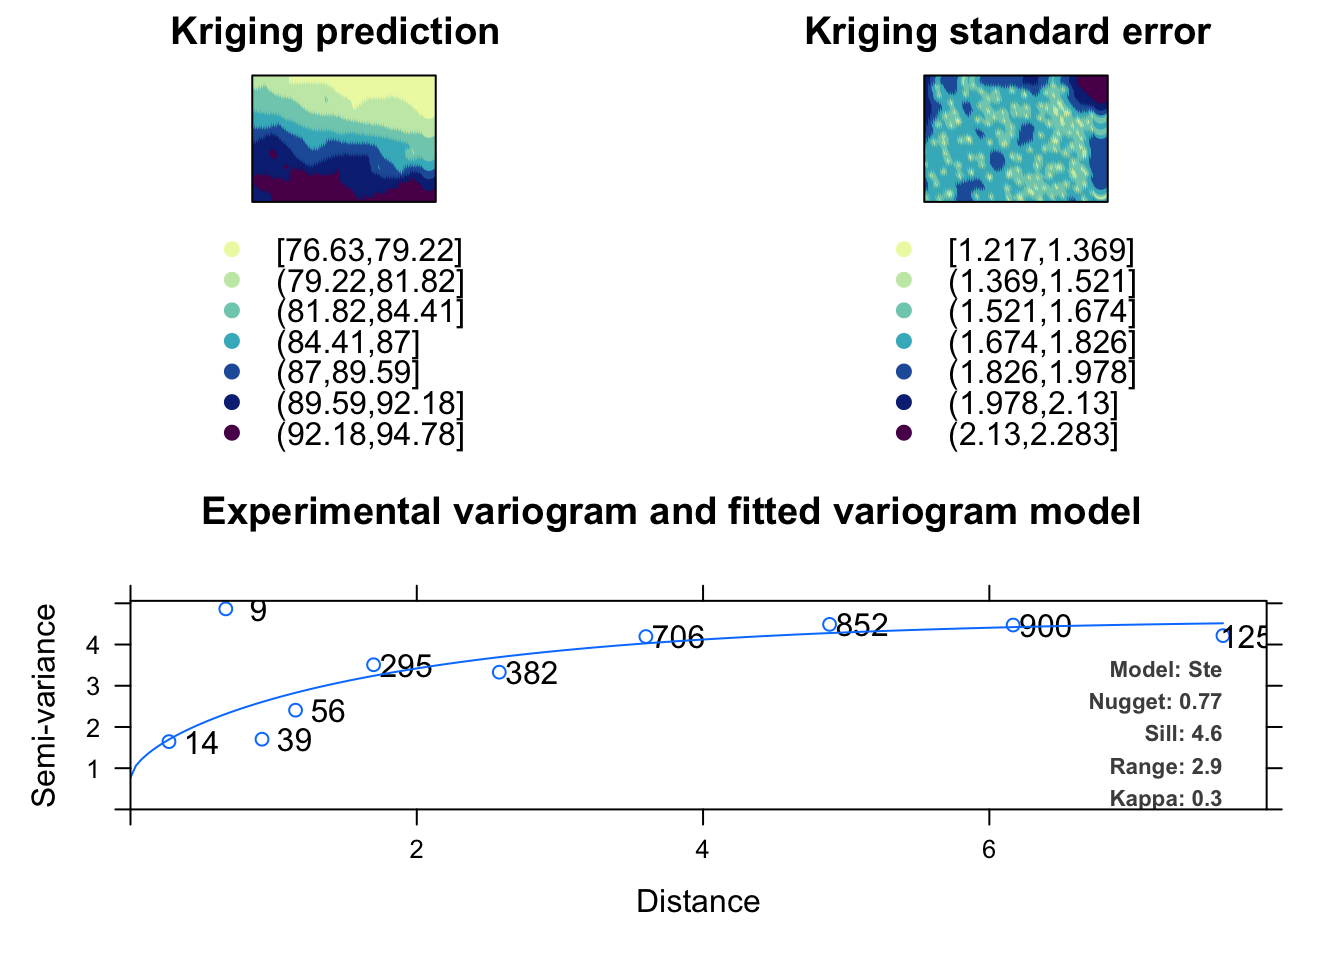 Kriging prediction
Kriging standard error
[76.63,79.22]
(79.22,81.82]
(81.82,84.41]
(84.41,87]
(87,89.59]
(89.59,92.18]
(92.18,94.78]
[1.217,1.369]
(1.369,1.521]
(1.521,1.674]
(1.674,1.826]
(1.826,1.978]
(1.978,2.13]
(2.13,2.283]
Experimental variogram and fitted variogram model
Semi-variance
4
3
2
1
9
14
39
56
295
382
706
852
900
125
Model: Ste
Nugget: 0.77
Sill: 4.6
Range: 2.9
Kappa: 0.3
2 4 6
Distance